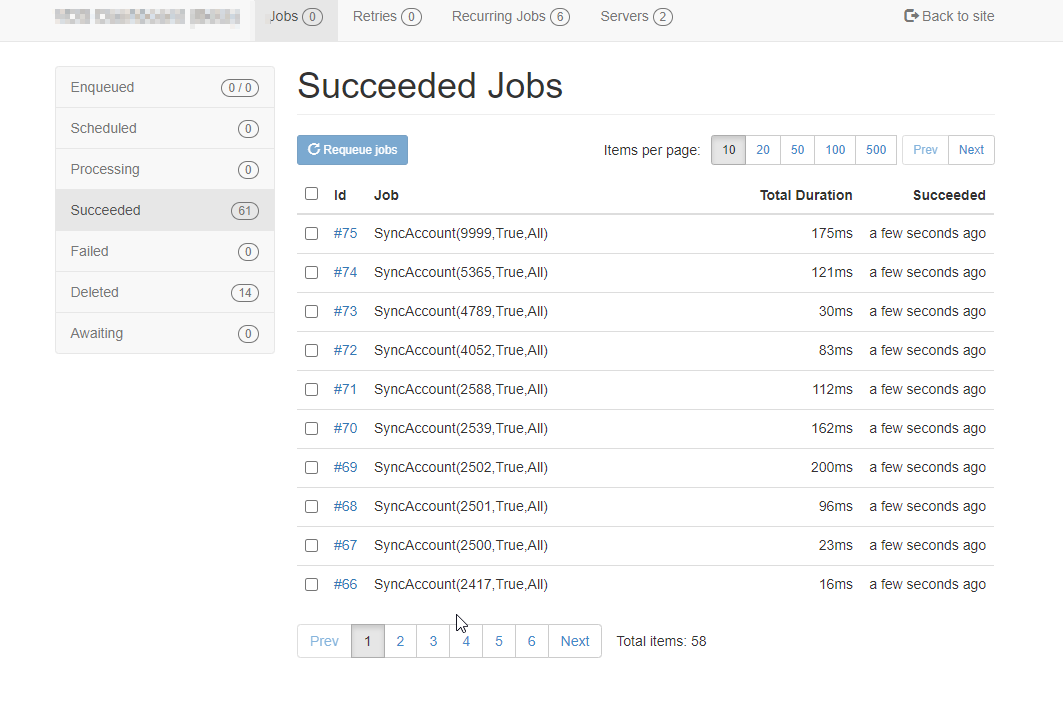 Jobs 0 Retries 0 Recurring Jobs 6 Servers 2 Back to site
Enqueued 0 / 0
Scheduled 0
Processing 0
Succeeded 61
Failed 0
Deleted 14
Awaiting 0
Succeeded Jobs
Requeue jobs Items per page: 10 20 50 100 500 Prev Next
Id Job Total Duration Succeeded
#75 SyncAccount(9999,True,All) 175ms a few seconds ago
#74 SyncAccount(5365,True,All) 121ms a few seconds ago
#73 SyncAccount(4789,True,All) 30ms a few seconds ago
#72 SyncAccount(4052,True,All) 83ms a few seconds ago
#71 SyncAccount(2588,True,All) 112ms a few seconds ago
#70 SyncAccount(2539,True,All) 162ms a few seconds ago
#69 SyncAccount(2502,True,All) 200ms a few seconds ago
#68 SyncAccount(2501,True,All) 96ms a few seconds ago
#67 SyncAccount(2500,True,All) 23ms a few seconds ago
#66 SyncAccount(2417,True,All) 16ms a few seconds ago
Prev 1 2 3 4 5 6 Next Total items: 58